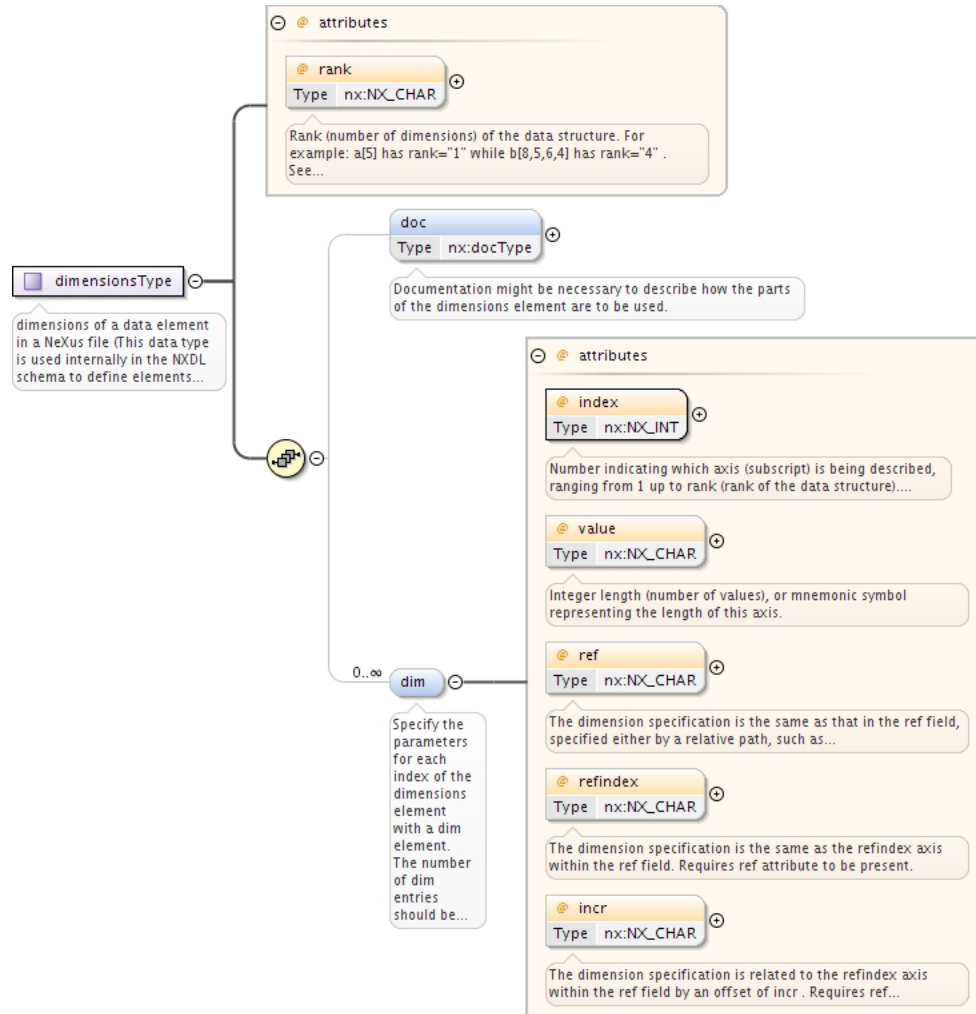 @ attributes
@ rank
Type nx:NX_CHAR
Rank (number of dimensions) of the data structure. For
example: a[5] has rank="1" while b[8,5,6,4] has rank="4" .
See...
doc
Type nx:docType
Documentation might be necessary to describe how the parts
of the dimensions element are to be used.
dimensionsType
dimensions of a data element
in a NeXus file (This data type
is used internally in the NXDL
schema to define elements...
@ attributes
@ index
Type nx:NX_INT
Number indicating which axis (subscript) is being described,
ranging from 1 up to rank (rank of the data structure)....
@ value
Type nx:NX_CHAR
Integer length (number of values), or mnemonic symbol
representing the length of this axis.
@ ref
Type nx:NX_CHAR
The dimension specification is the same as that in the ref field,
specified either by a relative path, such as...
@ refindex
Type nx:NX_CHAR
The dimension specification is the same as the refindex axis
within the ref field. Requires ref attribute to be present.
@ incr
Type nx:NX_CHAR
The dimension specification is related to the refindex axis
within the ref field by an offset of incr . Requires ref...
0..∞
dim
Specify the
parameters
for each
index of the
dimensions
element
with a dim
element.
The number
of dim
entries
should be...